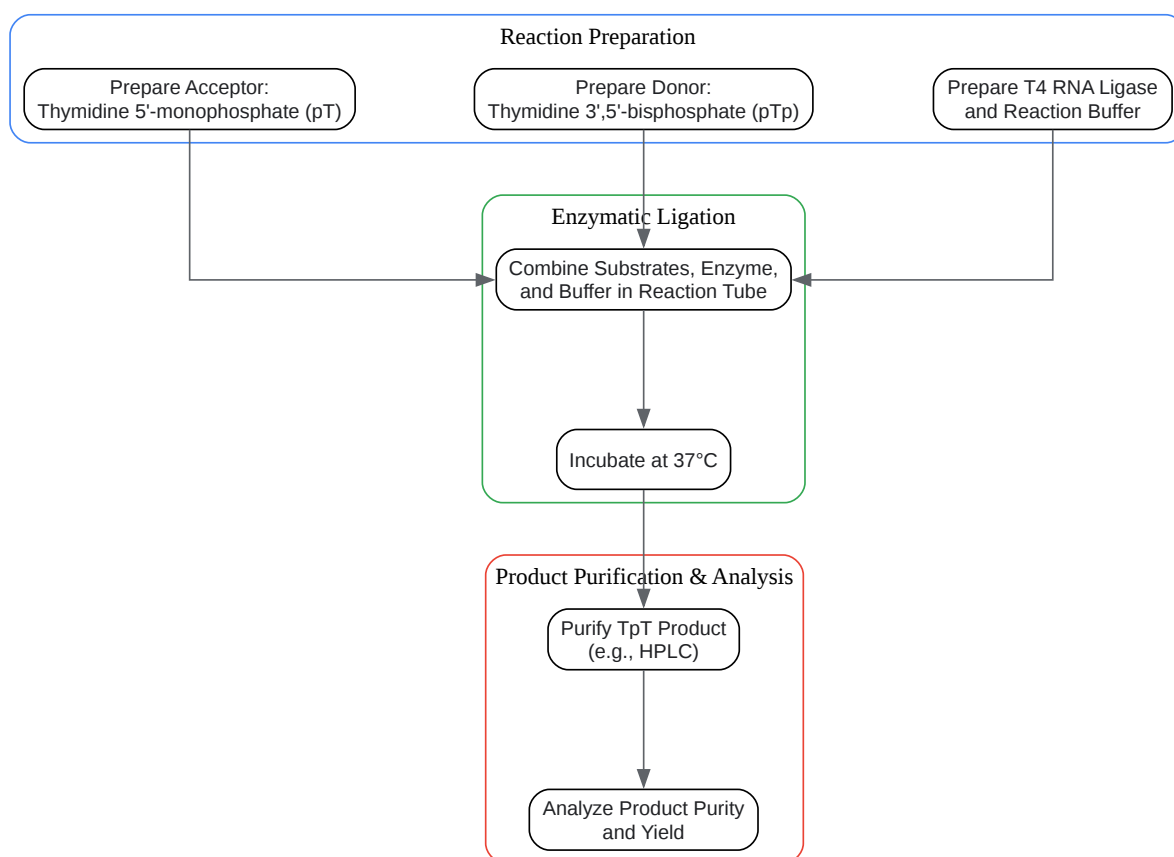 Reaction Preparation
Prepare Acceptor:
Thymidine 5'-monophosphate (pT)
Prepare Donor:
Thymidine 3',5'-bisphosphate (pTp)
Prepare T4 RNA Ligase
and Reaction Buffer
Enzymatic Ligation
Combine Substrates, Enzyme,
and Buffer in Reaction Tube
Incubate at 37°C
Product Purification & Analysis
Purify TpT Product
(e.g., HPLC)
Analyze Product Purity
and Yield